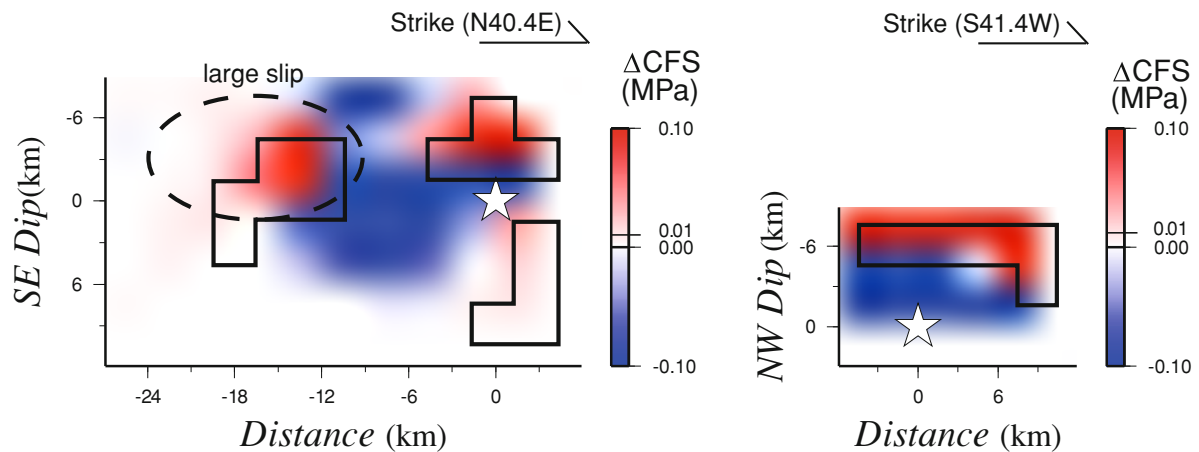 Strike (N40.4E)
large slip
ΔCFS
(MPa)
0.10
0.01
0.00
-0.10
-6
0
6
SE Dip(km)
-24
-18
-12
-6
0
Distance (km)
Strike (S41.4W)
ΔCFS
(MPa)
0.10
0.01
0.00
-0.10
-6
0
NW Dip (km)
0
6
Distance (km)